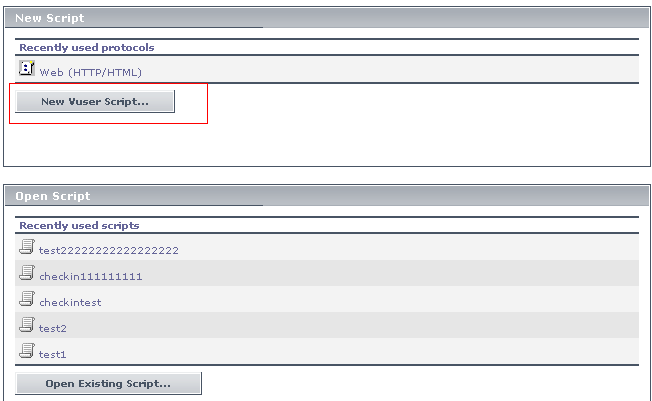 New Script
Recently used protocols
Web (HTTP/HTML)
New Vuser Script...
Open Script
Recently used scripts
test22222222222222222
checkin111111111
checkintest
test2
test1
Open Existing Script...